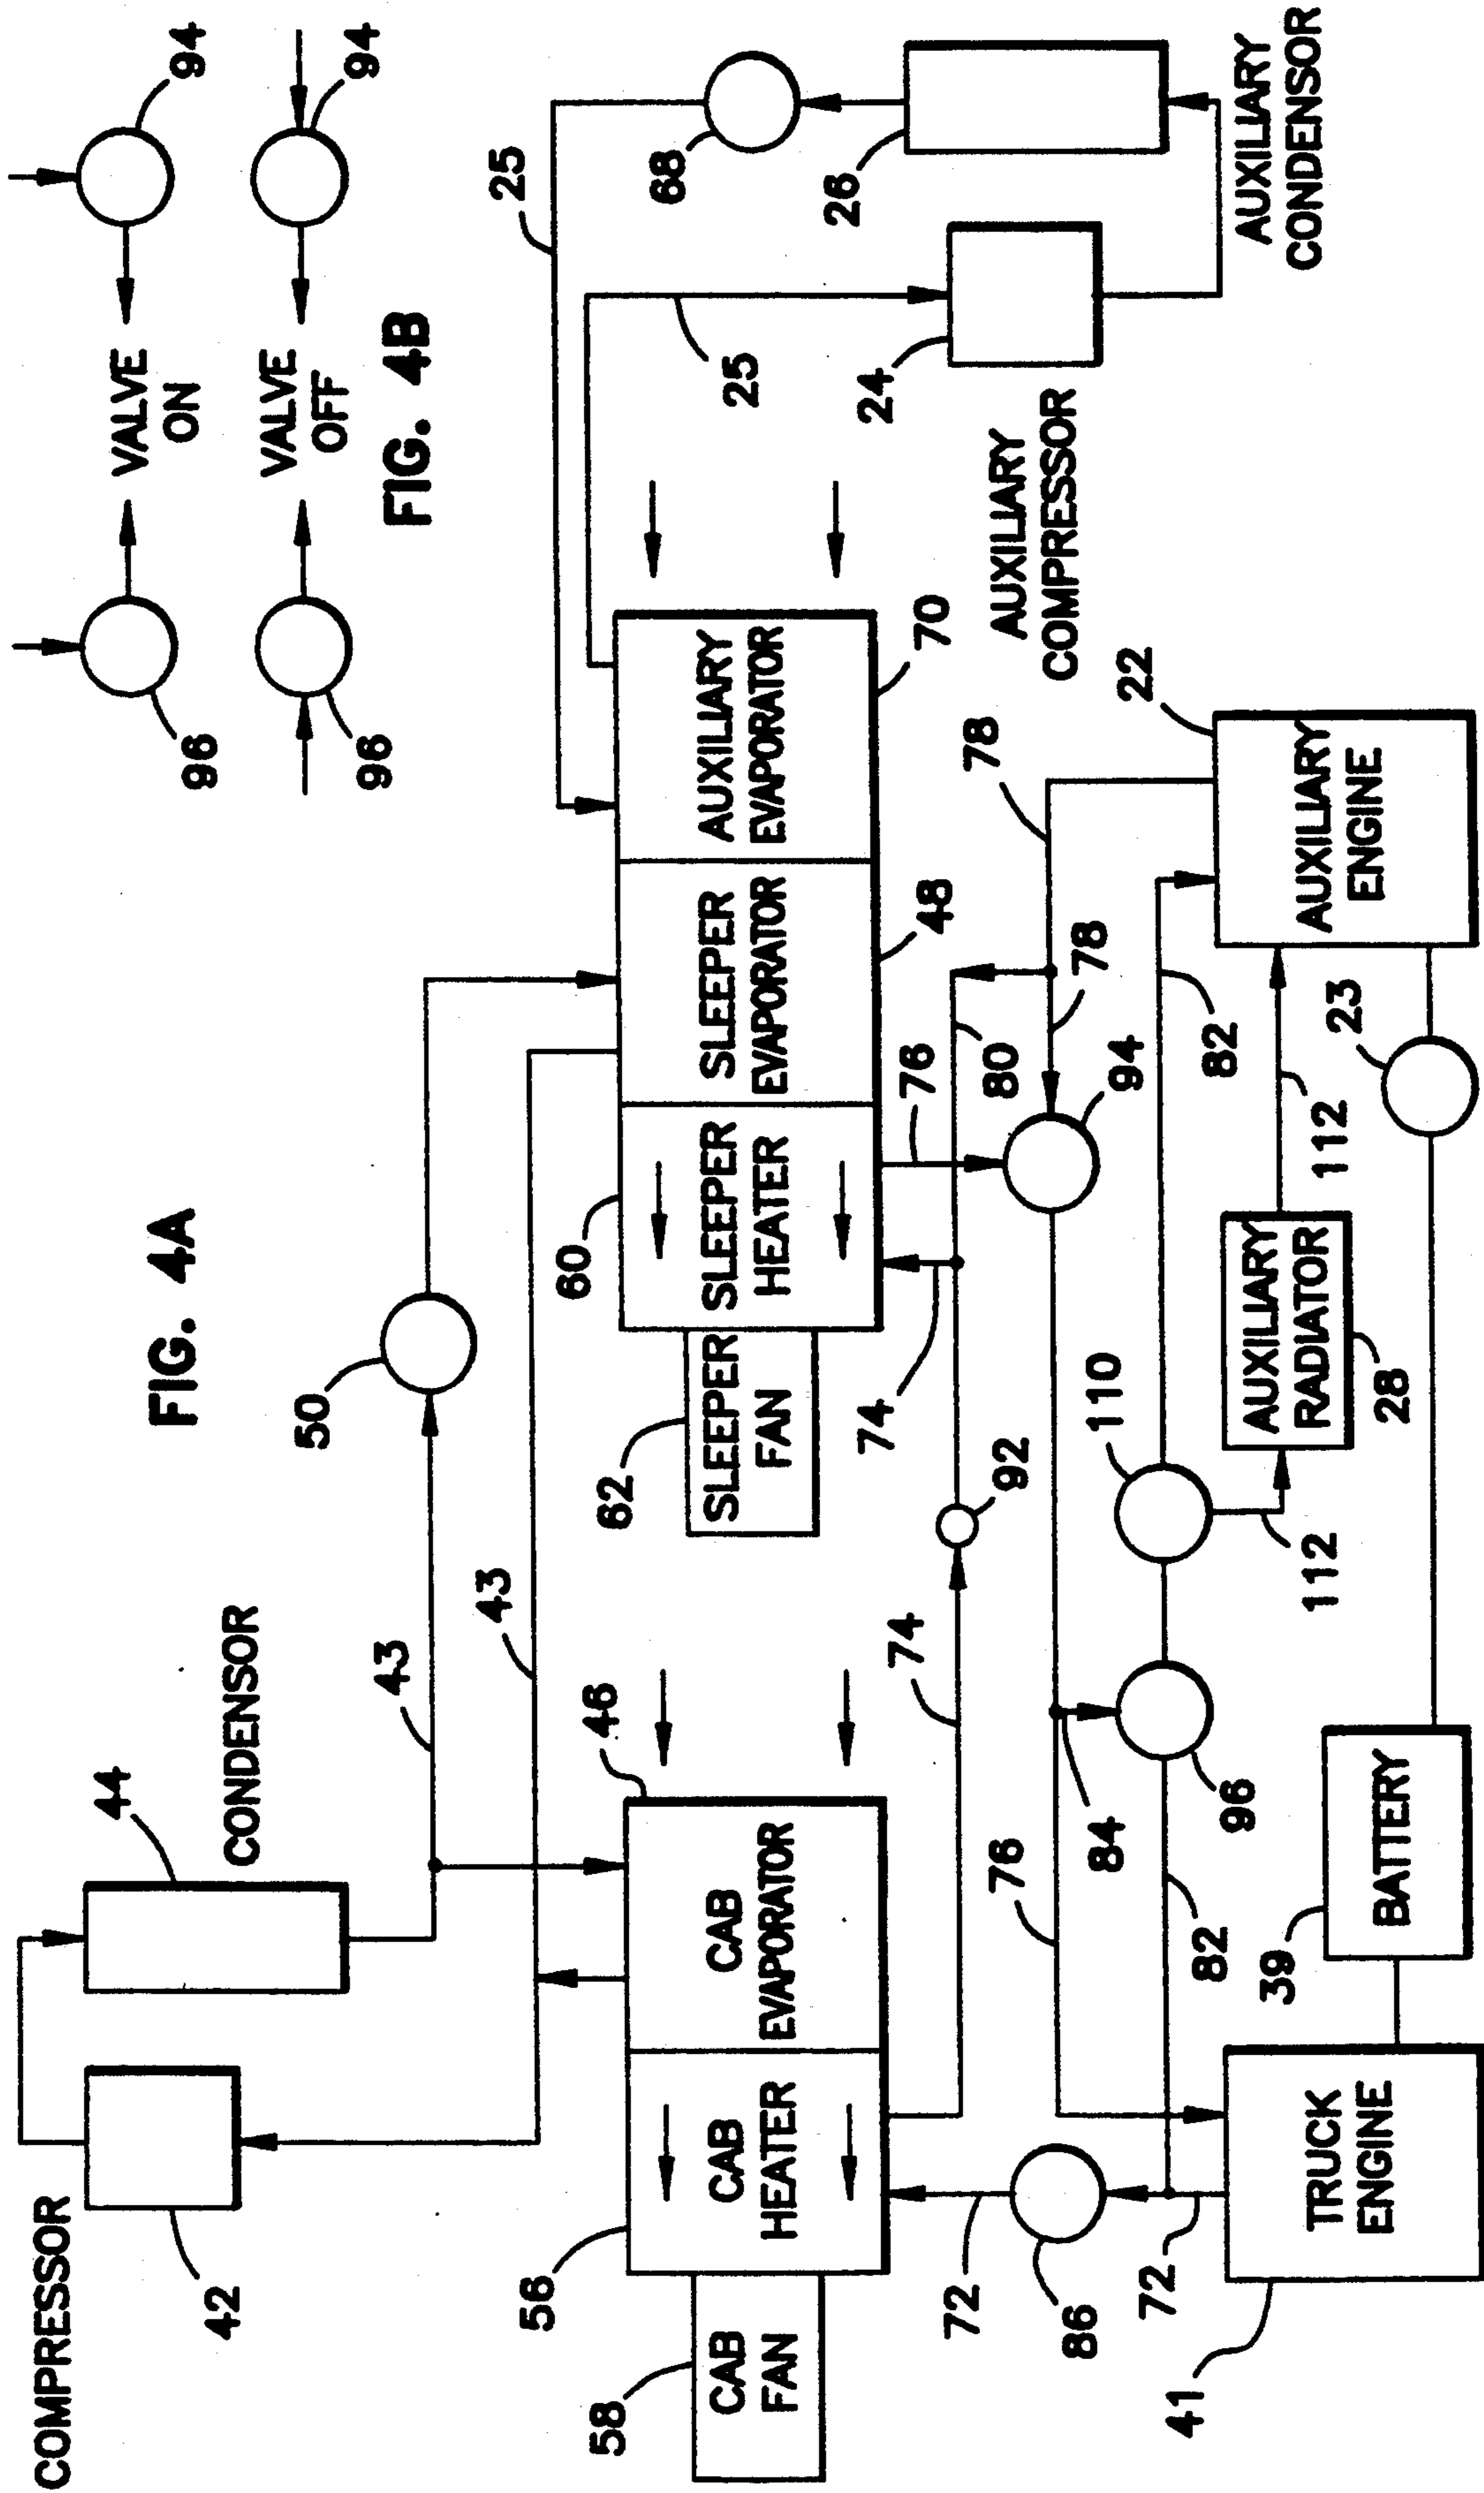 COMPRESSOR
44
FIG. 4A
42
CONDENSOR
96
VALVE
ON
94
96
VALVE
OFF
94
FIG. 4B
50
43
43
25
56
46
60
58
62
68
CAB
FAN
CAB
HEATER
CAB
EVAPORATOR
SLEEPER
FAN
SLEEPER
HEATER
SLEEPER
EVAPORATOR
AUXILIARY
EVAPORATOR
25
26
24
74
74
76
48
70
72
76
92
80
78
AUXILIARY
COMPRESSOR
86
84
110
94
78
22
72
41
82
96
82
AUXILIARY
CONDENSOR
39
112
112
23
TRUCK
ENGINE
BATTERY
AUXILIARY
RADIATOR
28
AUXILIARY
ENGINE